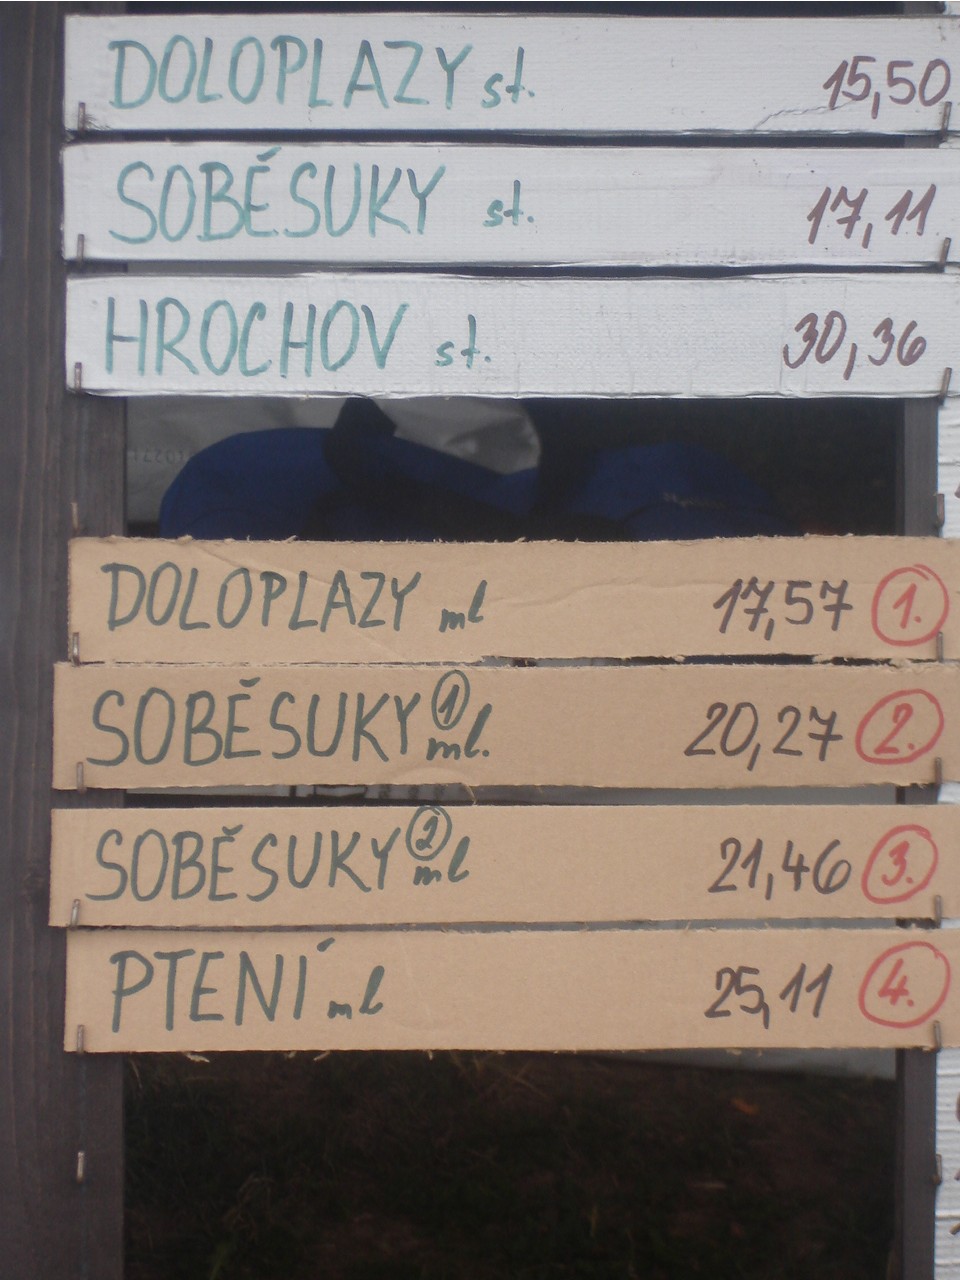 DOLOPLAZY st. 15,50
SOBĚSUKY st. 17,11
HROCHOV st. 30,36
DOLOPLAZY ml 17,57 1.
SOBĚSUKY 1 ml. 20,27 2.
SOBĚSUKY 2 ml 21,46 3.
PTENÍ ml 25,11 4.